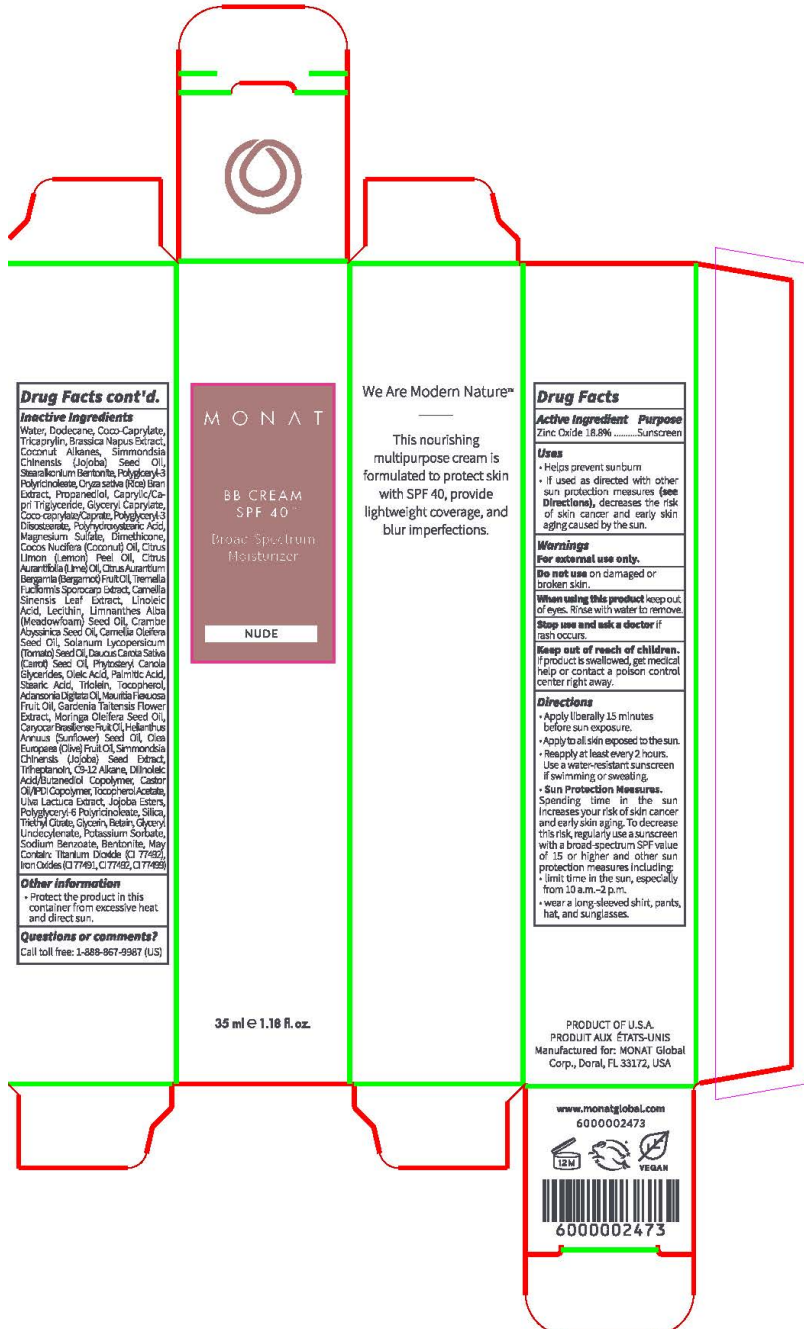 Drug Facts cont'd.
Inactive Ingredients
Water, Dodecane, Coco-Caprylate,
Tricaprylin, Brassica Napus Extract,
Coconut Alkanes, Simmondsia
Chinensis (Jojoba) Seed Oil,
Stearalkonium Bentonite, Polyglyceryl-3
Polyricinoleate, Oryza sativa (Rice) Bran
Extract, Propanediol, Caprylic/Ca-
pri Triglyceride, Glyceryl Caprylate,
Coco-caprylate/Caprate, Polyglyceryl-3
Diisostearate, Polyhydroxystearic Acid,
Magnesium Sulfate, Dimethicone,
Cocos Nucifera (Coconut) Oil, Citrus
Limon (Lemon) Peel Oil, Citrus
Aurantifolia (Lime) Oil, Citrus Aurantium
Bergamia (Bergamot) Fruit Oil, Tremella
Fuciformis Sporocarp Extract, Camellia
Sinensis Leaf Extract, Linoleic
Acid, Lecithin, Limnanthes Alba
(Meadowfoam) Seed Oil, Crambe
Abyssinica Seed Oil, Camellia Oleifera
Seed Oil, Solanum Lycopersicum
(Tomato) Seed Oil, Daucus Carota Sativa
(Carrot) Seed Oil, Phytosteryl Canola
Glycerides, Oleic Acid, Palmitic Acid,
Stearic Acid, Triolein, Tocopherol,
Adansonia Digitata Oil, Mauritia Flexuosa
Fruit Oil, Gardenia Taitensis Flower
Extract, Moringa Oleifera Seed Oil,
Caryocar Brasiliense Fruit Oil, Helianthus
Annuus (Sunflower) Seed Oil, Olea
Europaea (Olive) Fruit Oil, Simmondsia
Chinensis (Jojoba) Seed Extract,
Triheptanoin, C9-12 Alkane, Dilinoleic
Acid/Butanediol Copolymer, Castor
Oil/IPDI Copolymer, Tocopherol Acetate,
Ulva Lactuca Extract, Jojoba Esters,
Polyglyceryl-6 Polyricinoleate, Silica,
Triethyl Citrate, Glycerin, Betain, Glyceryl
Undecylenate, Potassium Sorbate,
Sodium Benzoate, Bentonite, May
Contain: Titanium Dioxide (CI 77492),
Iron Oxides (CI 77491, CI 77492, CI 77499)
Other information
• Protect the product in this
container from excessive heat
and direct sun.
Questions or comments?
Call toll free: 1-888-867-9987 (US)
MONAT
BB CREAM
SPF 40
Broad Spectrum
Moisturizer
NUDE
35 ml e 1.18 fl. oz.
We Are Modern Nature™
This nourishing
multipurpose cream is
formulated to protect skin
with SPF 40, provide
lightweight coverage, and
blur imperfections.
Drug Facts
Active Ingredient Purpose
Zinc Oxide 18.8% ..........Sunscreen
Uses
• Helps prevent sunburn
• If used as directed with other
sun protection measures (see
Directions), decreases the risk
of skin cancer and early skin
aging caused by the sun.
Warnings
For external use only.
Do not use on damaged or
broken skin.
When using this product keep out
of eyes. Rinse with water to remove.
Stop use and ask a doctor if
rash occurs.
Keep out of reach of children.
If product is swallowed, get medical
help or contact a poison control
center right away.
Directions
• Apply liberally 15 minutes
before sun exposure.
• Apply to all skin exposed to the sun.
• Reapply at least every 2 hours.
Use a water-resistant sunscreen
if swimming or sweating.
• Sun Protection Measures.
Spending time in the sun
increases your risk of skin cancer
and early skin aging. To decrease
this risk, regularly use a sunscreen
with a broad-spectrum SPF value
of 15 or higher and other sun
protection measures including:
• limit time in the sun, especially
from 10 a.m.–2 p.m.
• wear a long-sleeved shirt, pants,
hat, and sunglasses.
PRODUCT OF U.S.A.
PRODUIT AUX ÉTATS-UNIS
Manufactured for: MONAT Global
Corp., Doral, FL 33172, USA
www.monatglobal.com
6000002473
12M
VEGAN
6000002473